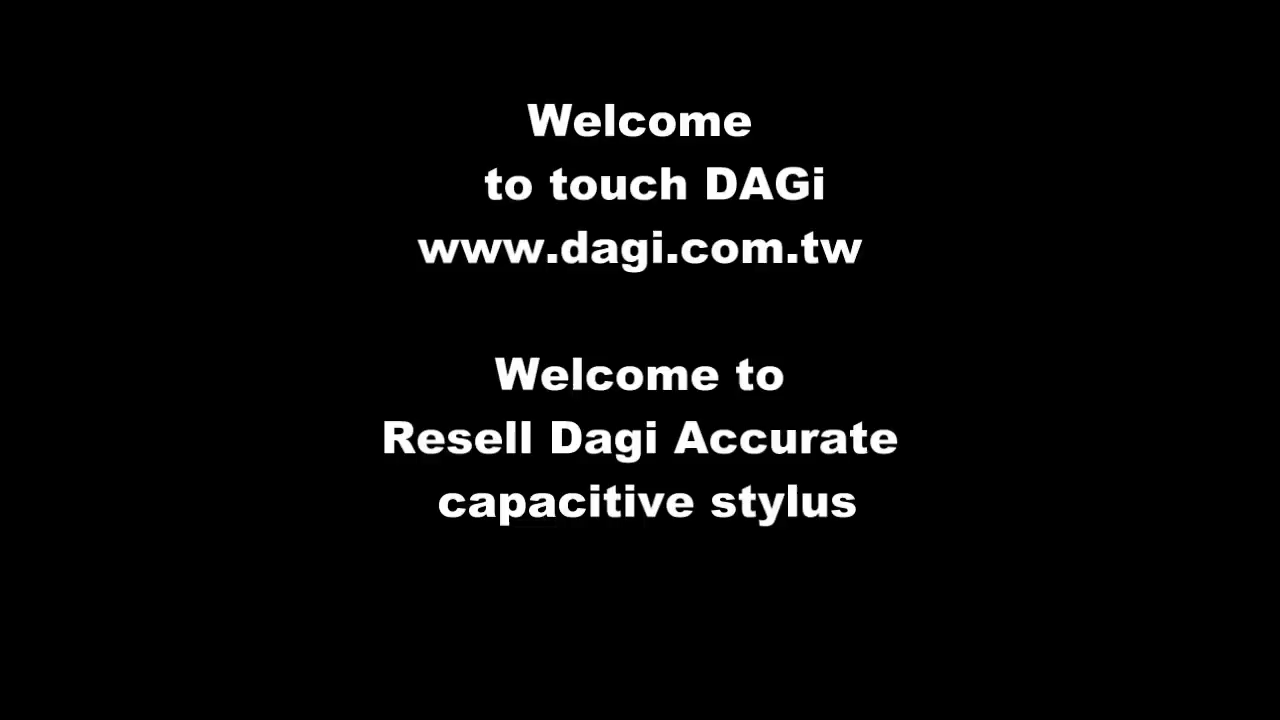 Welcome
to touch DAGi
www.dagi.com.tw
Welcome to
Resell Dagi Accurate
capacitive stylus